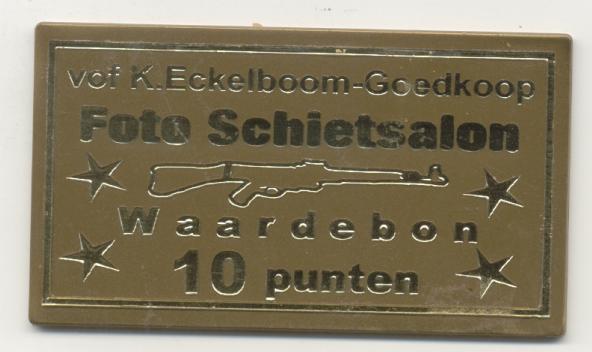 vof K.Eckelboom-Goedkoop
Foto Schietsalon
Waardebon
10 punten